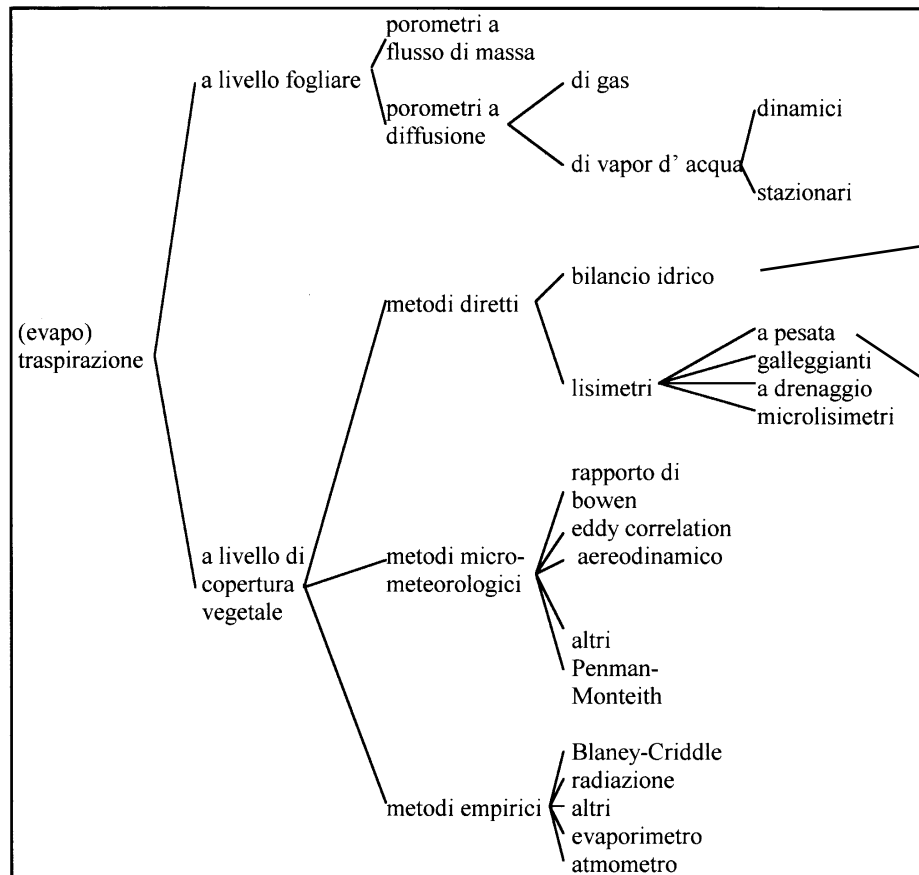 porometri a
flusso di massa
a livello fogliare
di gas
porometri a
diffusione
dinamici
di vapor d' acqua
stazionari
bilancio idrico
metodi diretti
(evapo)
traspirazione
a pesata
galleggianti
lisimetri
a drenaggio
microlisimetri
rapporto di
bowen
eddy correlation
aereodinamico
a livello di
copertura
vegetale
metodi micro-
meteorologici
altri
Penman-
Monteith
Blaney-Criddle
radiazione
metodi empirici
altri
evaporimetro
atmometro